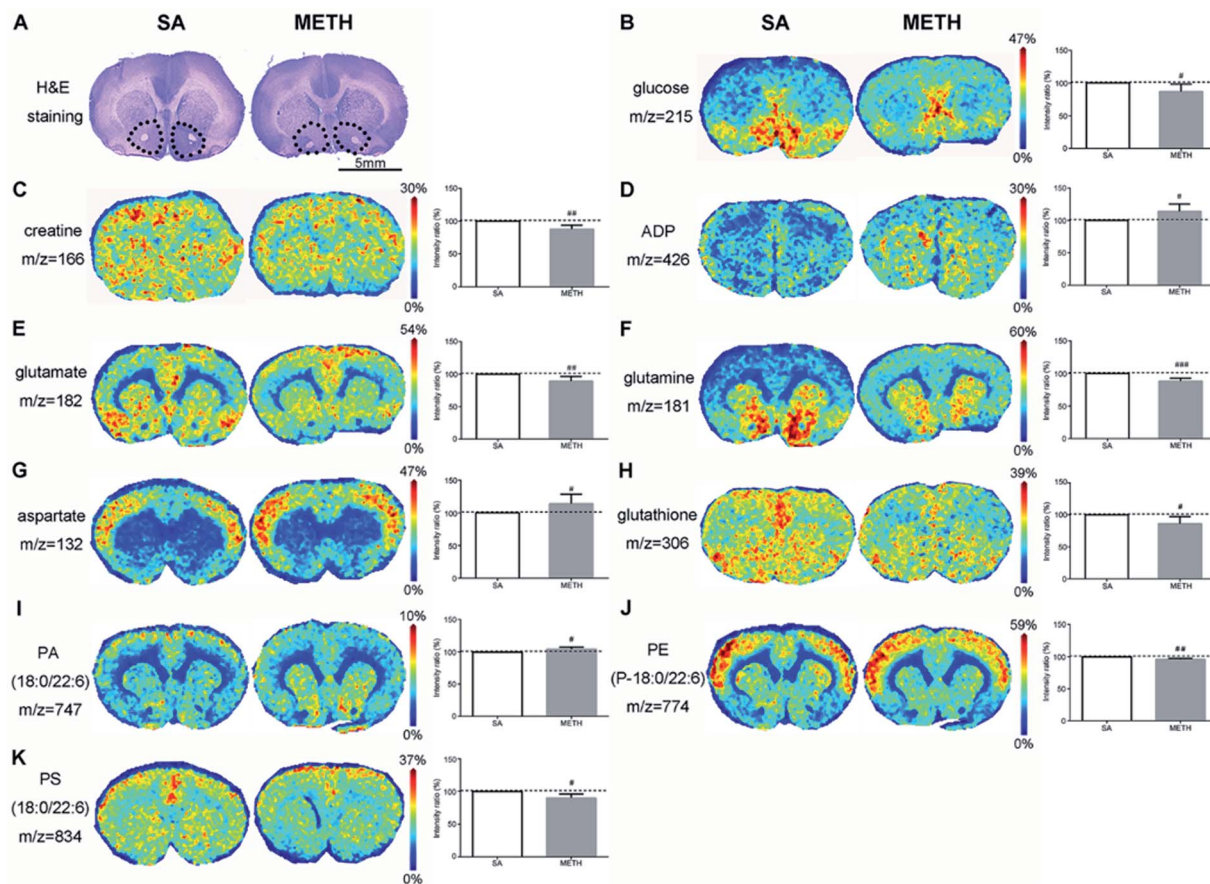 A SA METH
H&E
staining
5mm
B SA METH
glucose
m/z=215
47%
0%
Intensity ratio (%)
150
100
50
0
#
SA METH
C
creatine
m/z=166
30%
0%
Intensity ratio (%)
150
100
50
0
##
SA METH
D
ADP
m/z=426
30%
0%
Intensity ratio (%)
150
100
50
0
#
SA METH
E
glutamate
m/z=182
54%
0%
Intensity ratio (%)
150
100
50
0
##
SA METH
F
glutamine
m/z=181
60%
0%
Intensity ratio (%)
150
100
50
0
###
SA METH
G
aspartate
m/z=132
47%
0%
Intensity ratio (%)
150
100
50
0
#
SA METH
H
glutathione
m/z=306
39%
0%
Intensity ratio (%)
150
100
50
0
#
SA METH
I
PA
(18:0/22:6)
m/z=747
10%
0%
Intensity ratio (%)
150
100
50
0
#
SA METH
J
PE
(P-18:0/22:6)
m/z=774
59%
0%
Intensity ratio (%)
150
100
50
0
##
SA METH
K
PS
(18:0/22:6)
m/z=834
37%
0%
Intensity ratio (%)
150
100
50
0
#
SA METH